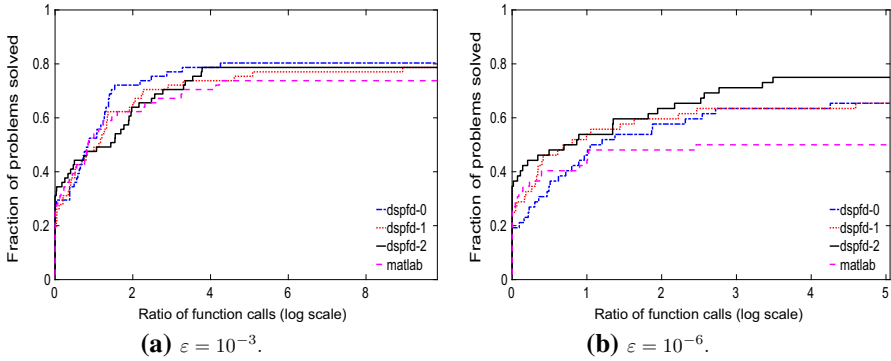 1
0.8
0.6
0.4
0.2
0
Fraction of problems solved
0 2 4 6 8
Ratio of function calls (log scale)
dspfd-0
dspfd-1
dspfd-2
matlab
(a) ε = 10⁻³.
1
0.8
0.6
0.4
0.2
0
Fraction of problems solved
0 1 2 3 4 5
Ratio of function calls (log scale)
dspfd-0
dspfd-1
dspfd-2
matlab
(b) ε = 10⁻⁶.